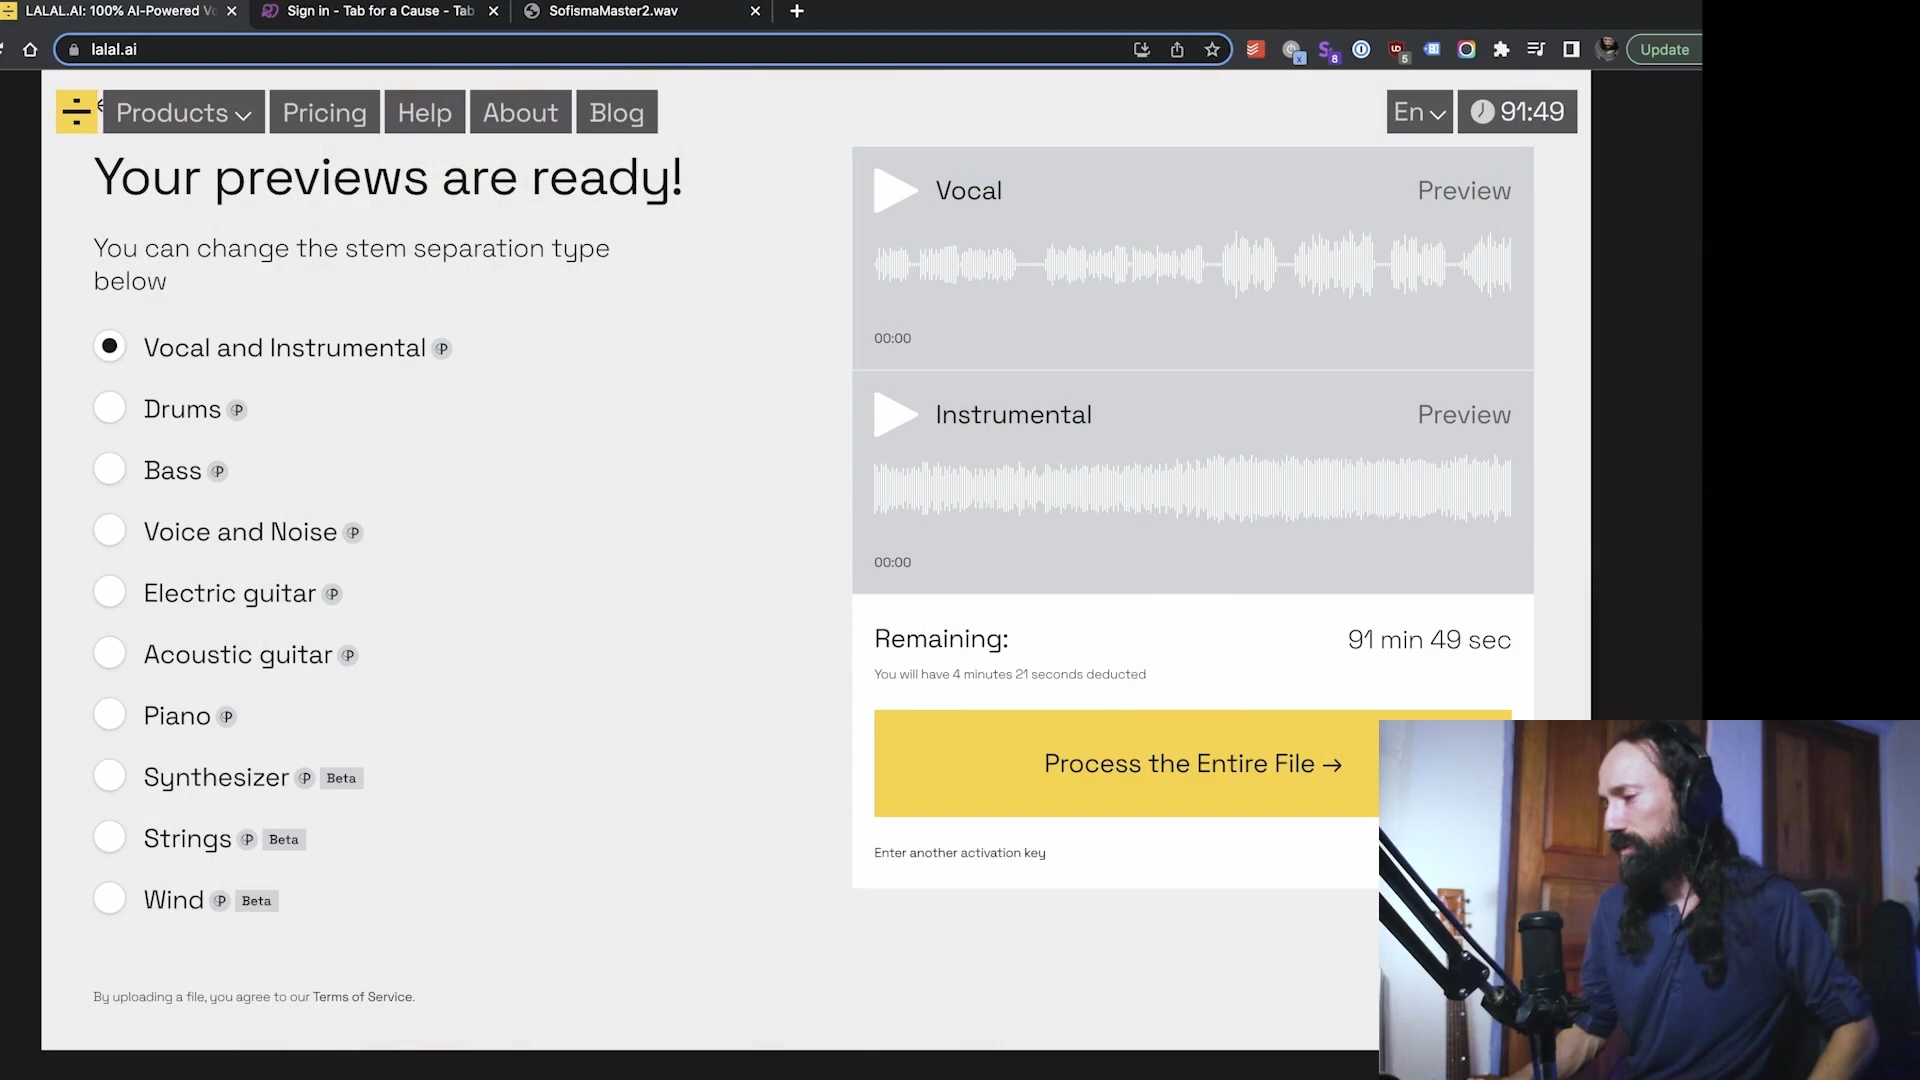 LALAL.AI: 100% AI-Powered Vo
Sign in - Tab for a Cause - Tab
SofismaMaster2.wav
lalal.ai
8
5
Update
Products
Pricing
Help
About
Blog
En
91:49
Your previews are ready!
You can change the stem separation type
below
Vocal and Instrumental
Drums
Bass
Voice and Noise
Electric guitar
Acoustic guitar
Piano
Synthesizer Beta
Strings Beta
Wind Beta
By uploading a file, you agree to our Terms of Service.
Vocal
Preview
00:00
Instrumental
Preview
00:00
Remaining:
91 min 49 sec
You will have 4 minutes 21 seconds deducted
Process the Entire File →
Enter another activation key